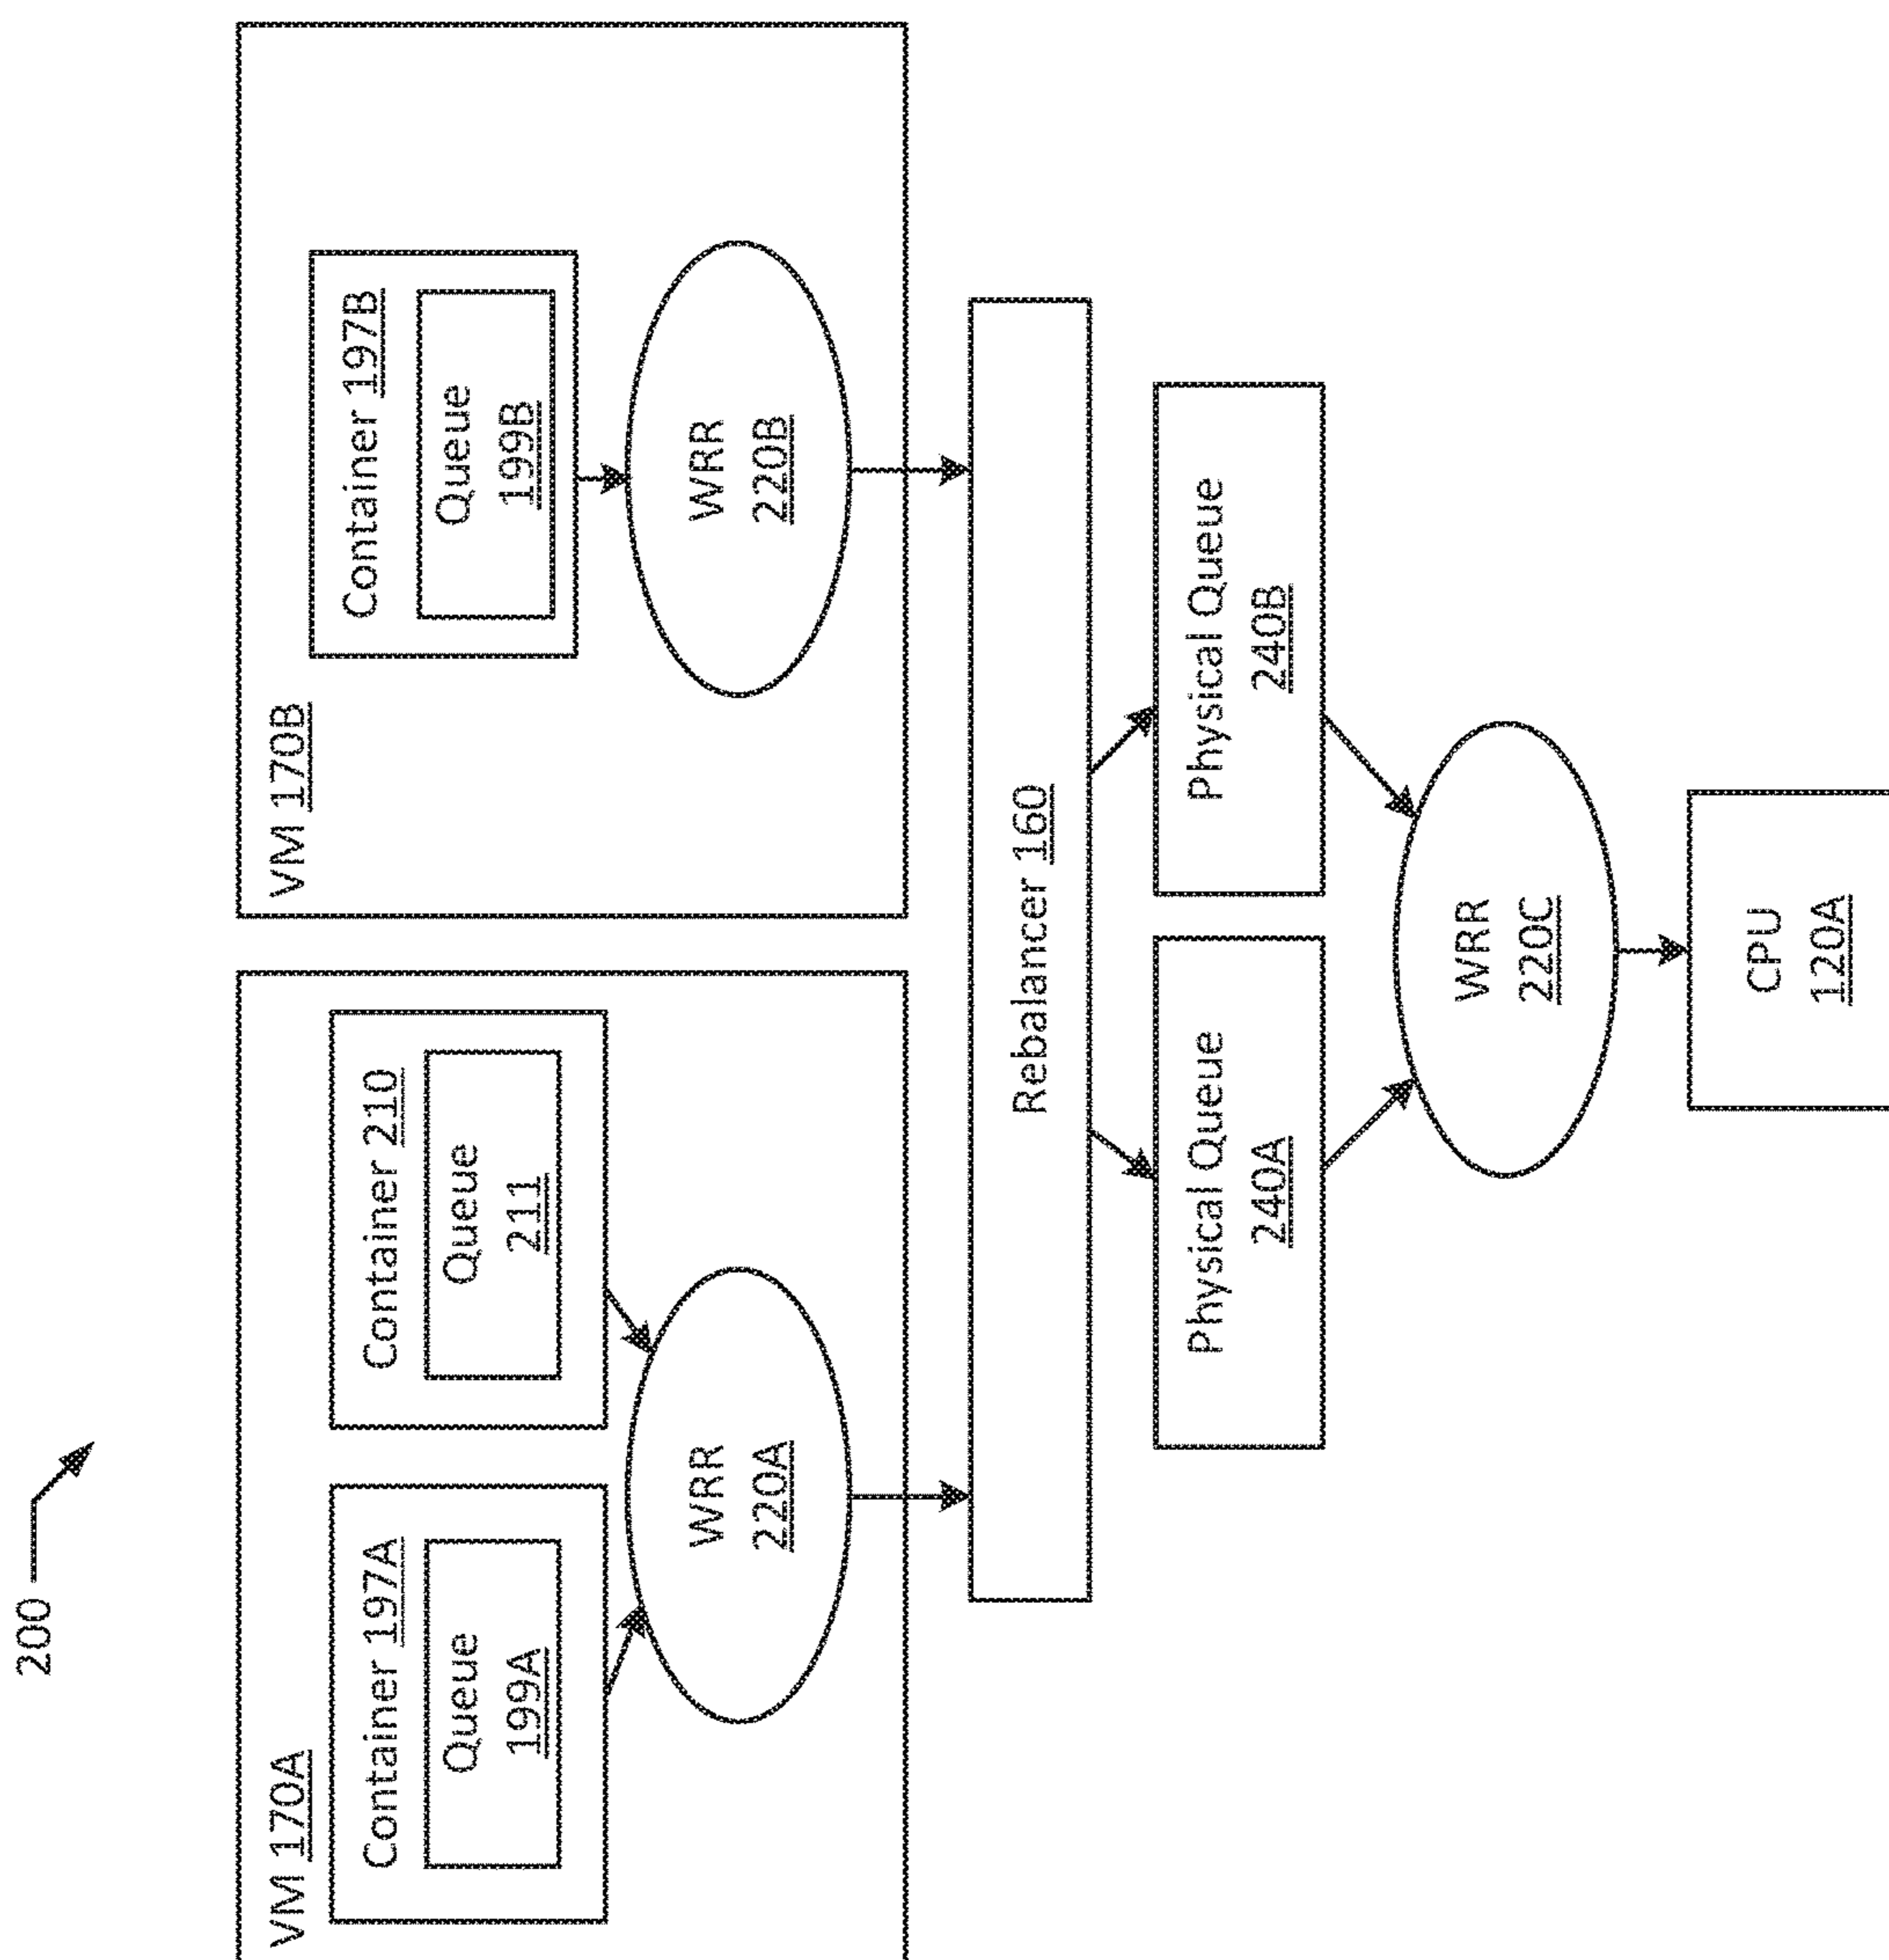 200
VM 170A
Container 197A
Queue
199A
Container 210
Queue
211
WRR
220A
VM 170B
Container 197B
Queue
199B
WRR
220B
Rebalancer 160
Physical Queue
240A
Physical Queue
240B
WRR
220C
CPU
120A